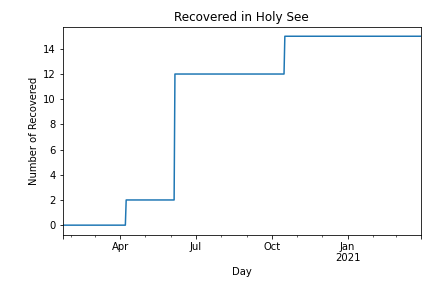 Recovered in Holy See
Number of Recovered
14
12
10
8
6
4
2
0
Apr
Jul
Oct
Jan
2021
Day